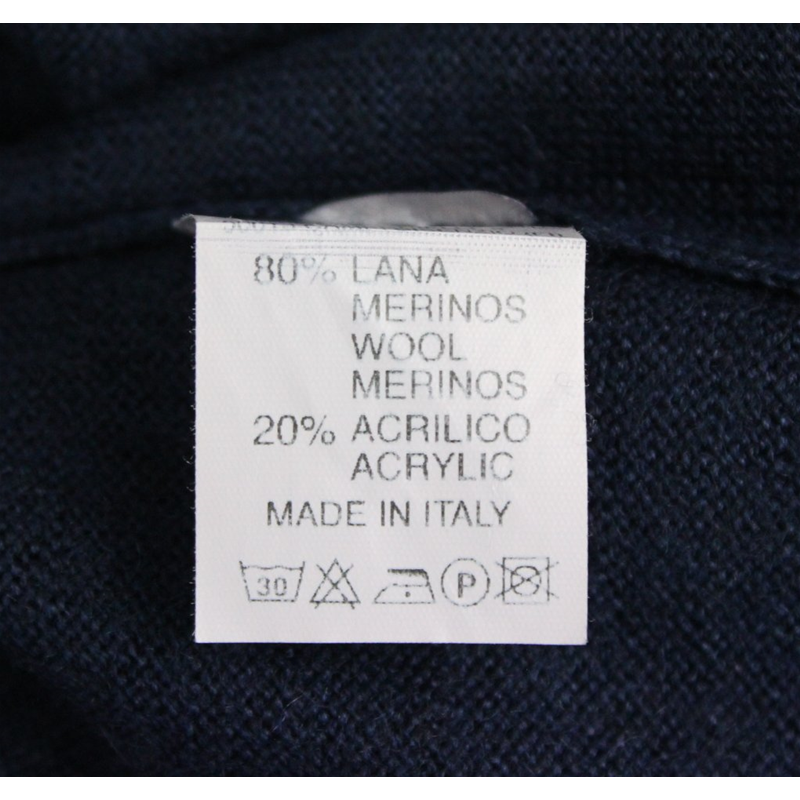 80% LANA
MERINOS
WOOL
MERINOS
20% ACRILICO
ACRYLIC
MADE IN ITALY
30 P